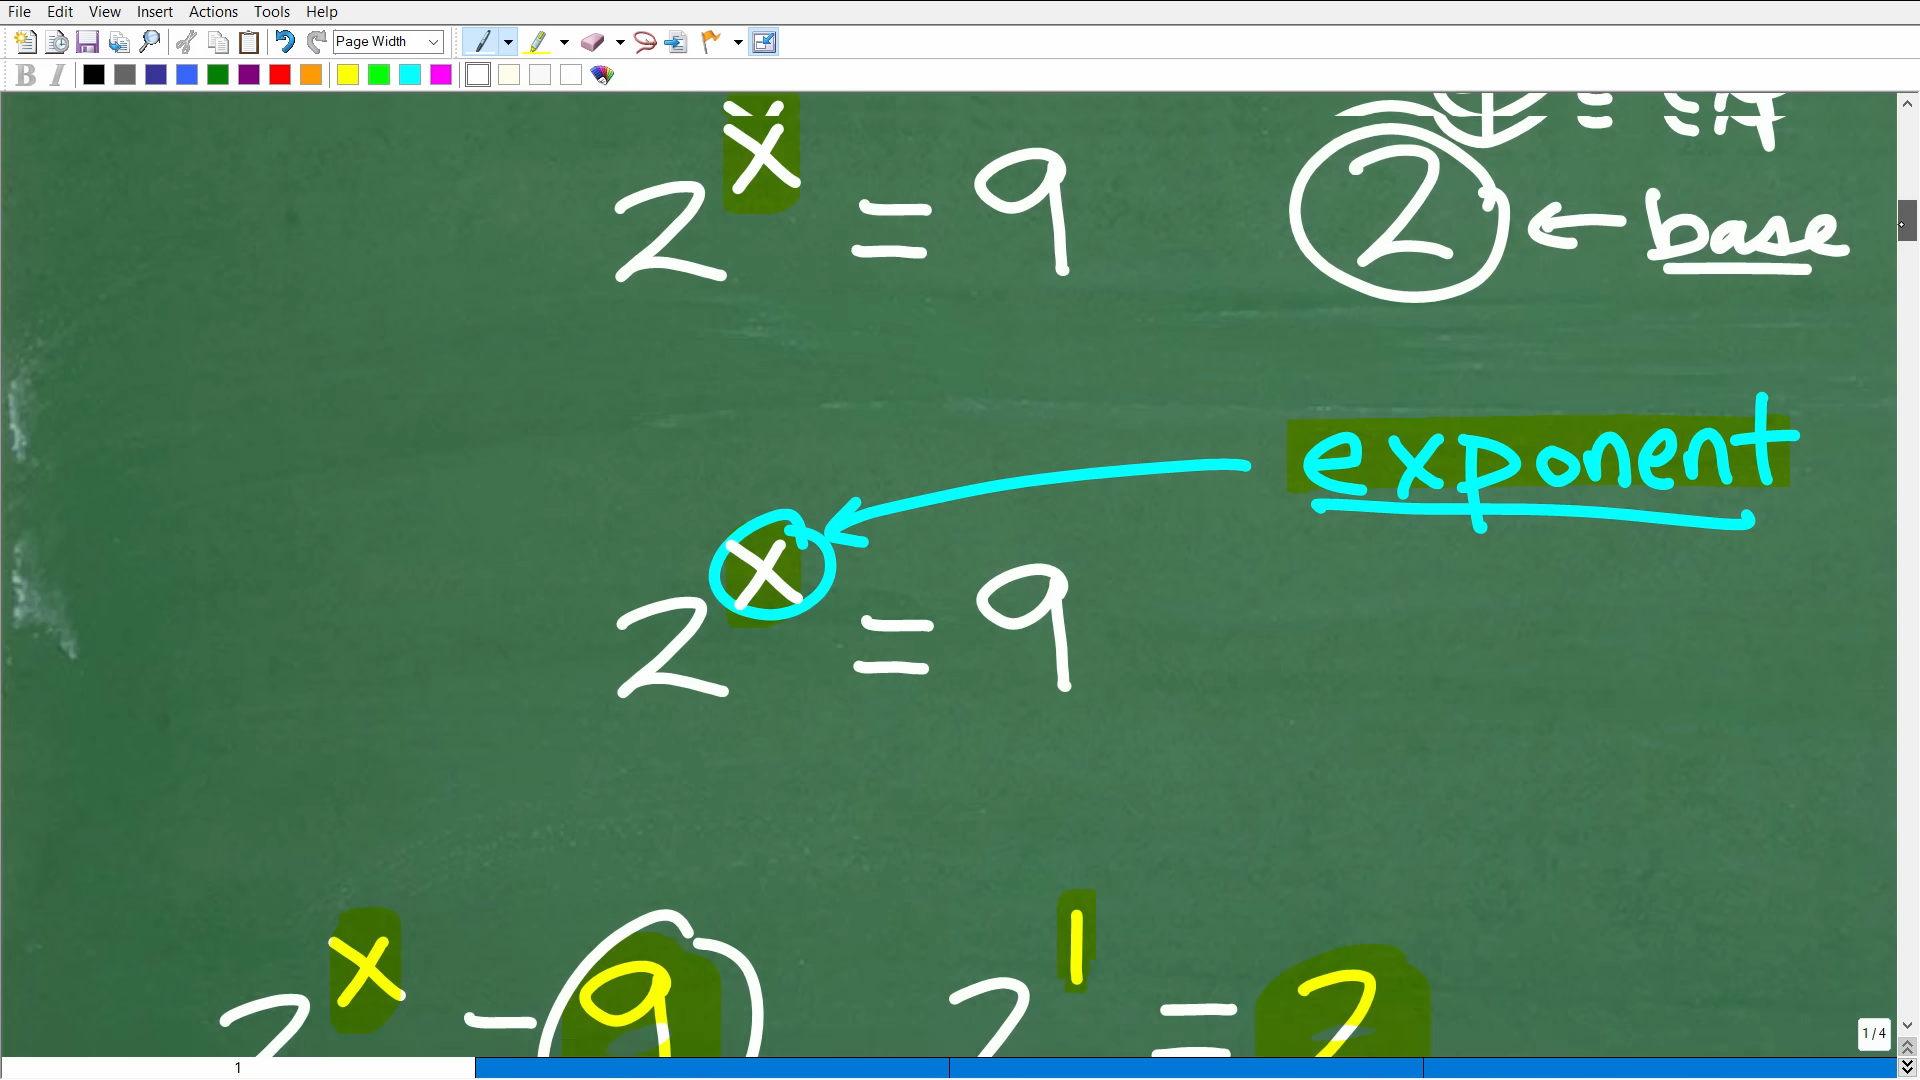 File Edit View Insert Actions Tools Help
Page Width
B I
2^x = 9
2 ← base
exponent
2^x = 9
2^x = 9
2^1 = 2
1 / 4
1